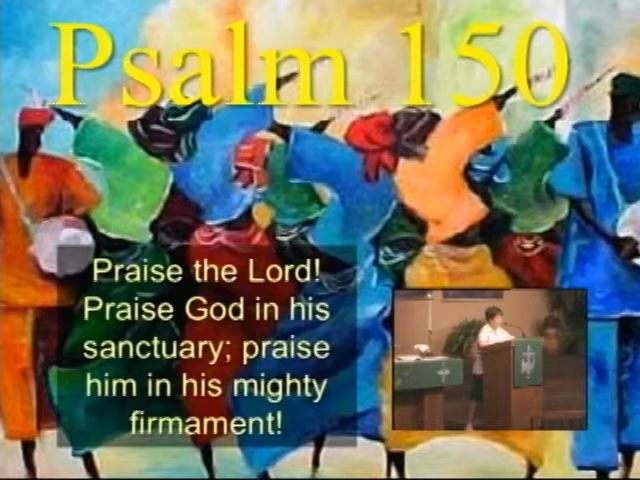 Psalm 150
Praise the Lord!
Praise God in his
sanctuary; praise
him in his mighty
firmament!